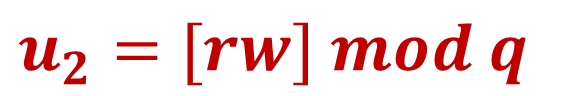 u₂ = [rw] mod q